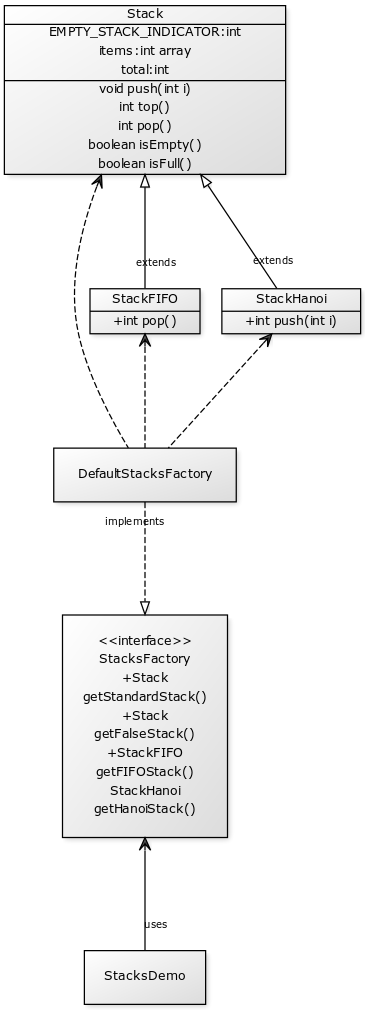 Stack
EMPTY_STACK_INDICATOR:int
items:int array
total:int
void push(int i)
int top()
int pop()
boolean isEmpty()
boolean isFull()
extends
extends
StackFIFO
+int pop()
StackHanoi
+int push(int i)
DefaultStacksFactory
implements
<<interface>>
StacksFactory
+Stack
getStandardStack()
+Stack
getFalseStack()
+StackFIFO
getFIFOStack()
StackHanoi
getHanoiStack()
uses
StacksDemo